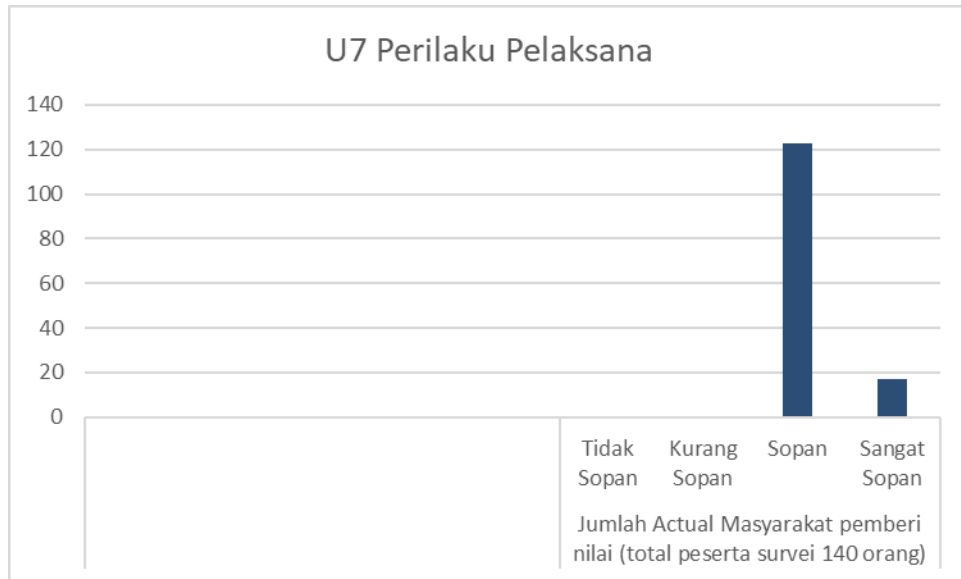 U7 Perilaku Pelaksana
140
120
100
80
60
40
20
0
Tidak Sopan
Kurang Sopan
Sopan
Sangat Sopan
Jumlah Actual Masyarakat pemberi
nilai (total peserta survei 140 orang)